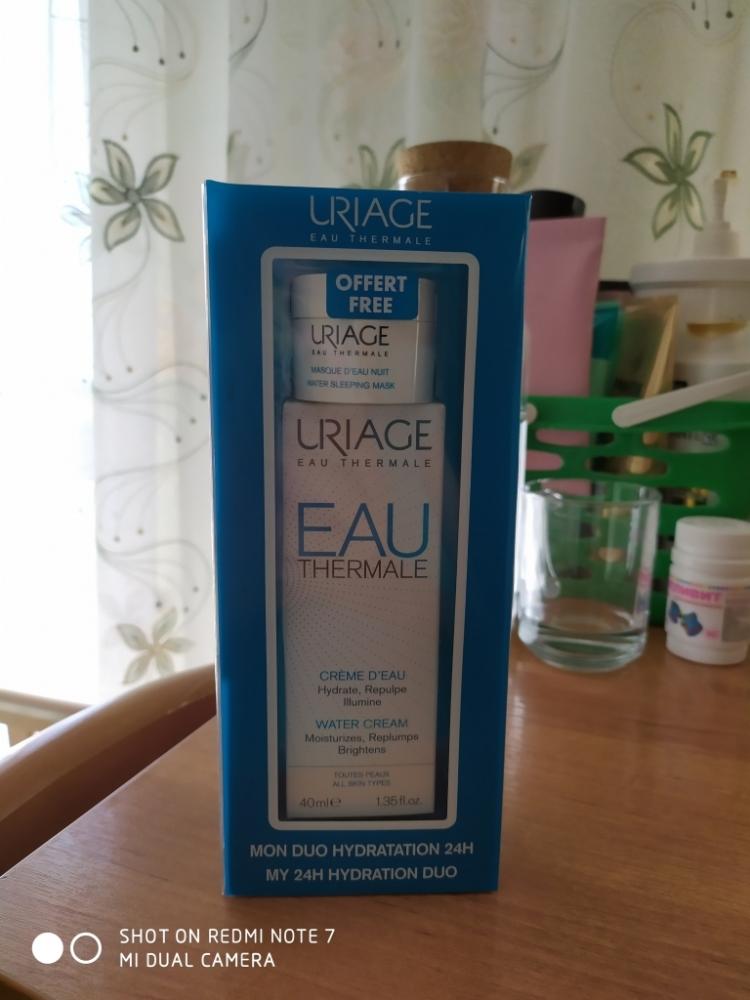 URIAGE
EAU THERMALE
OFFERT
FREE
URIAGE
EAU THERMALE
MASQUE D'EAU NUIT
WATER SLEEPING MASK
URIAGE
EAU THERMALE
EAU
THERMALE
CRÈME D'EAU
Hydrate, Repulpe
Illumine
WATER CREAM
Moisturizes, Replumps
Brightens
TOUTES PEAUX
ALL SKIN TYPES
40 ml e 1.35 fl.oz.
MON DUO HYDRATATION 24H
MY 24H HYDRATION DUO
SHOT ON REDMI NOTE 7
MI DUAL CAMERA